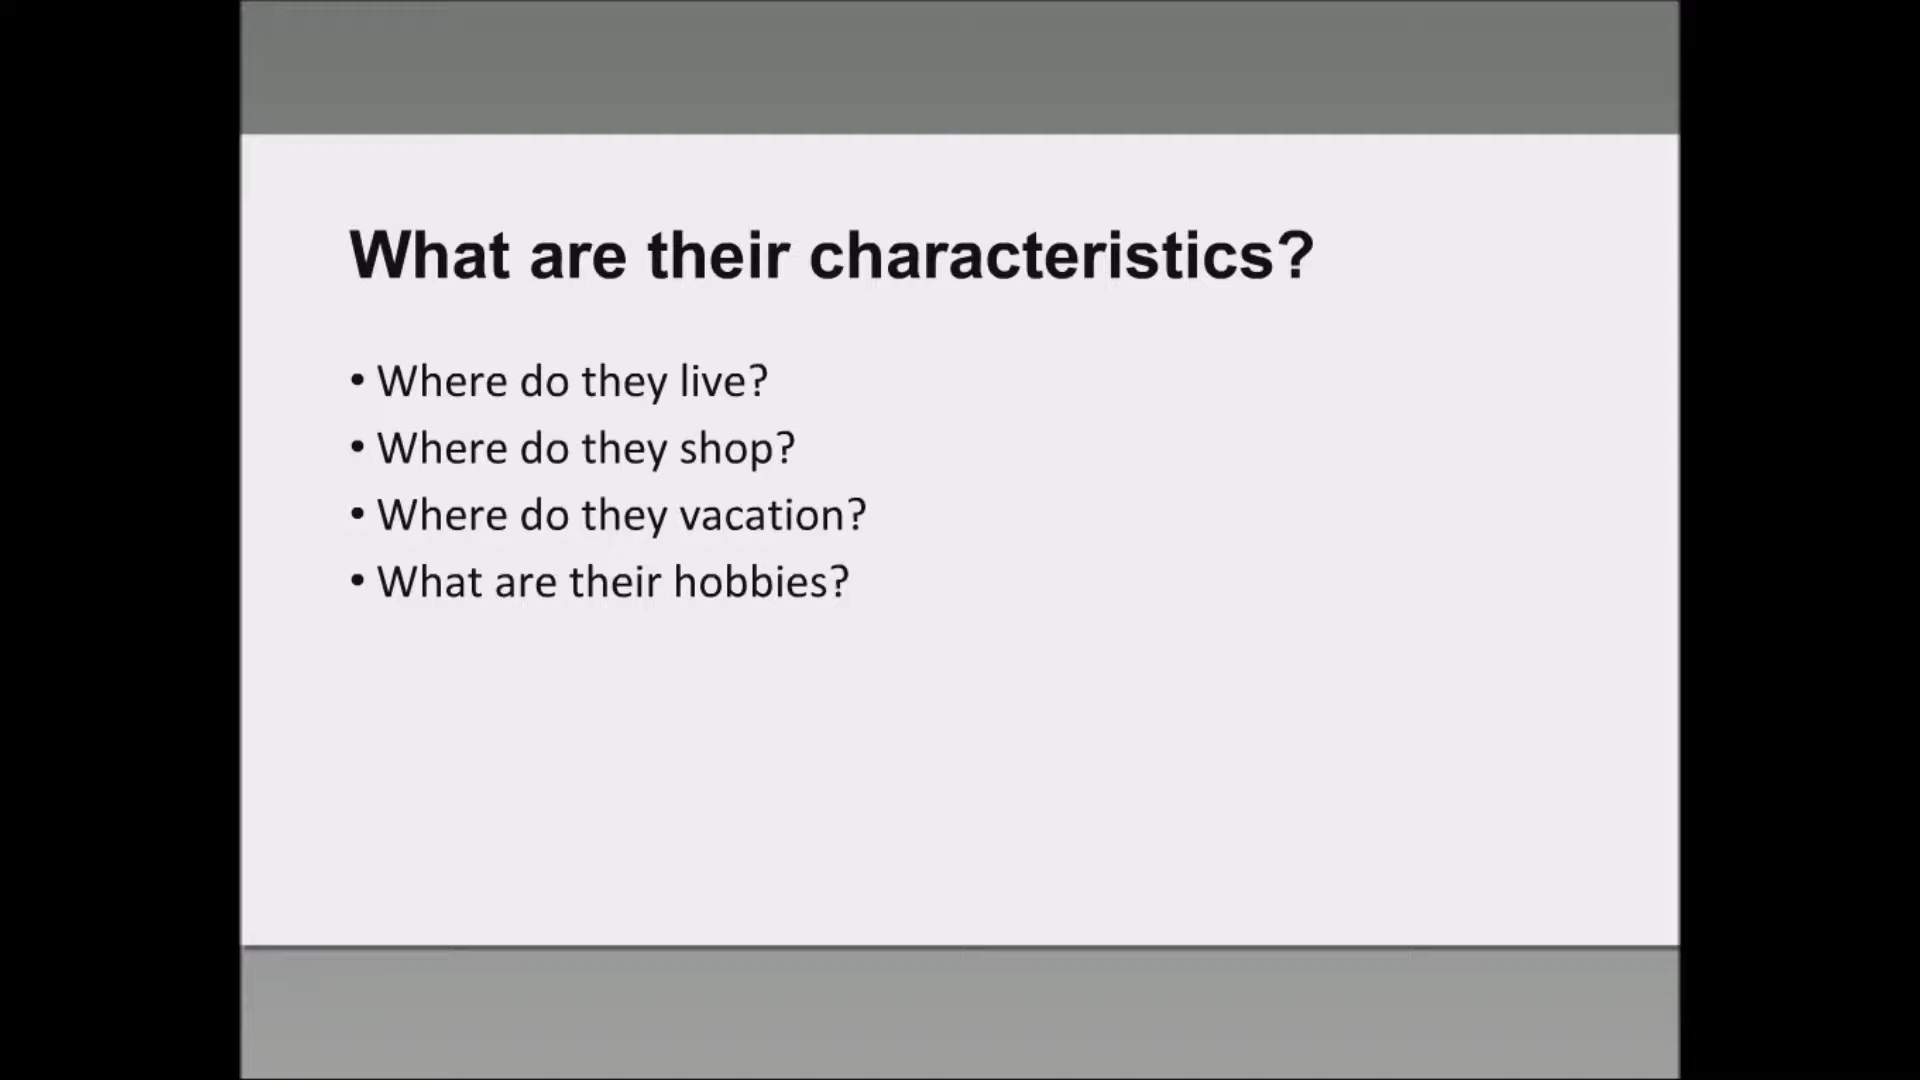 What are their characteristics?
• Where do they live?
• Where do they shop?
• Where do they vacation?
• What are their hobbies?